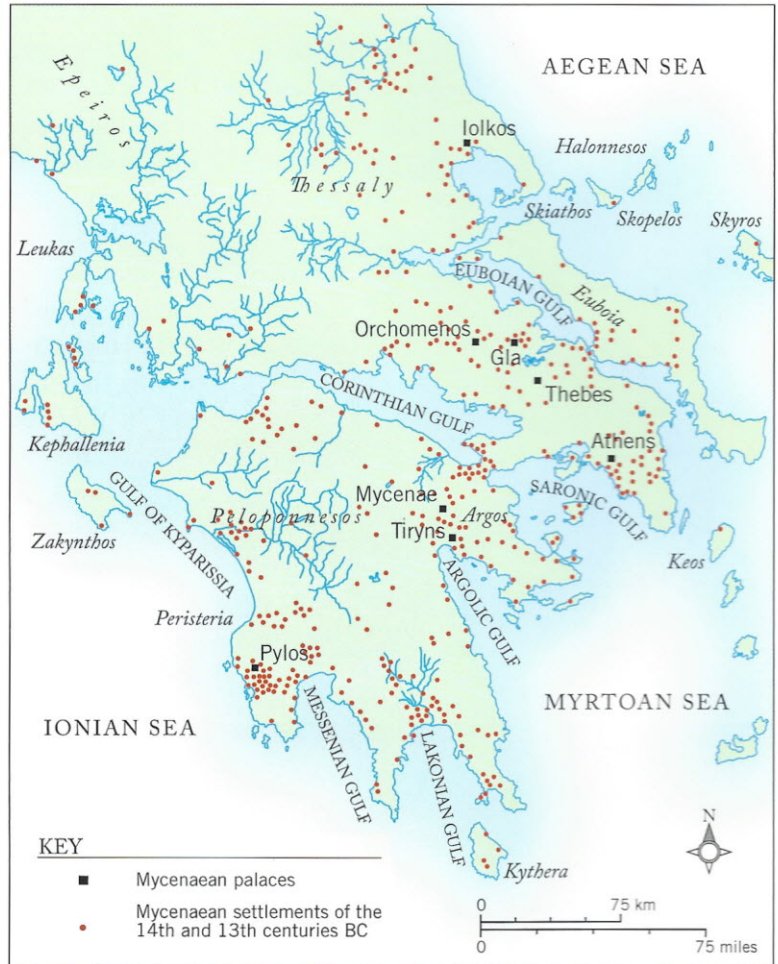 AEGEAN SEA
Epeiros
Iolkos
Halonnesos
Thessaly
Skiathos
Skopelos
Skyros
Leukas
EUBOIAN GULF
Euboia
Orchomenos
Gla
Thebes
CORINTHIAN GULF
Kephallenia
Athens
GULF OF KYPARISSIA
Mycenae
Argos
SARONIC GULF
Peloponnesos
Tiryns
Zakynthos
Keos
ARGOLIC GULF
Peristeria
Pylos
MYRTOAN SEA
IONIAN SEA
MESSENIAN GULF
LAKONIAN GULF
N
KEY
Kythera
Mycenaean palaces
Mycenaean settlements of the
14th and 13th centuries BC
0 75 km
0 75 miles